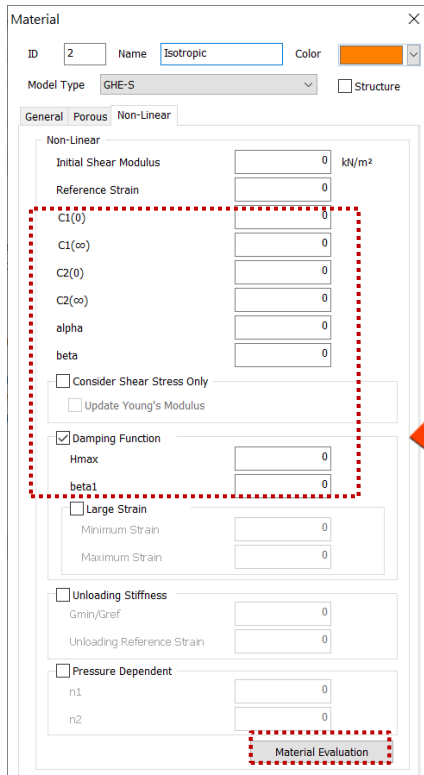 Material
ID 2 Name Isotropic Color
Model Type GHE-S Structure
General Porous Non-Linear
Non-Linear
Initial Shear Modulus 0 kN/m²
Reference Strain 0
C1(0) 0
C1(∞) 0
C2(0) 0
C2(∞) 0
alpha 0
beta 0
Consider Shear Stress Only
Update Young's Modulus
Damping Function
Hmax 0
beta1 0
Large Strain
Minimum Strain 0
Maximum Strain 0
Unloading Stiffness
Gmin/Gref 0
Unloading Reference Strain 0
Pressure Dependent
n1 0
n2 0
Material Evaluation